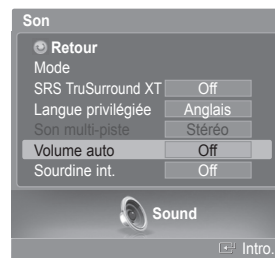 Son
Retour
Mode
SRS TruSurround XT Off
Langue privilégiée Anglais
Son multi-piste Stéréo
Volume auto Off
Sourdine int. Off
Sound
Intro.